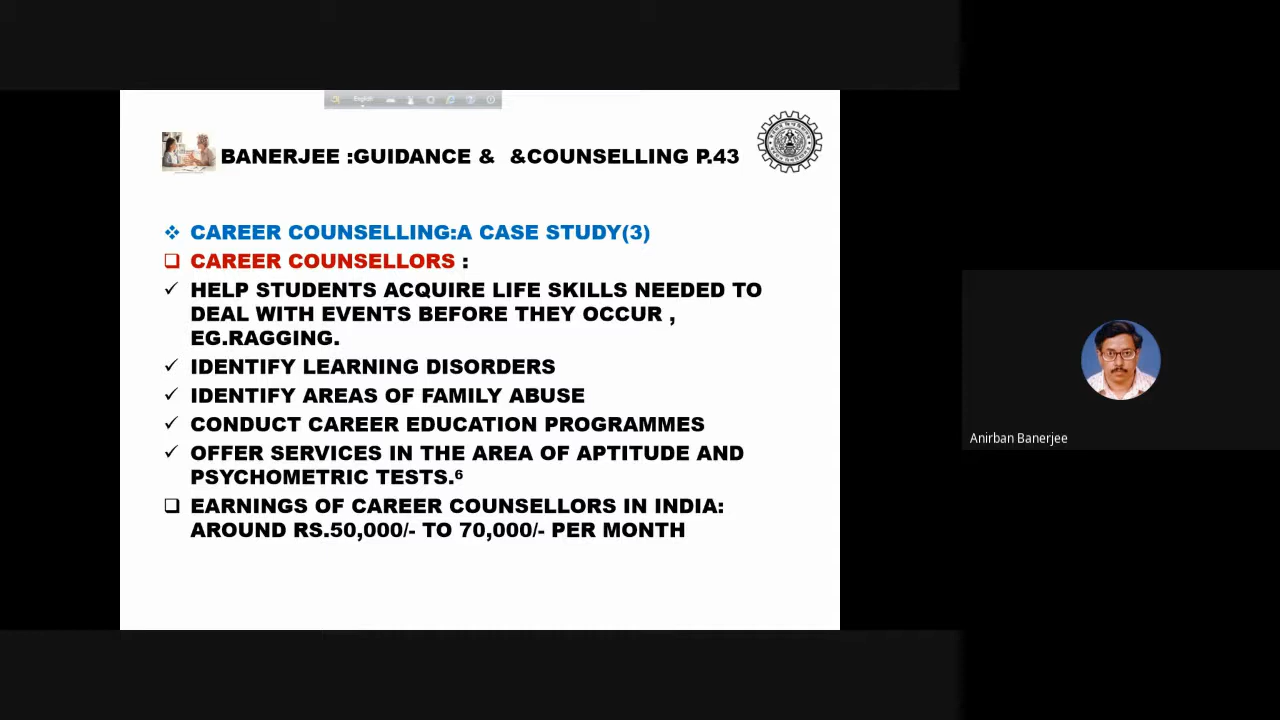 English
BANERJEE :GUIDANCE &  &COUNSELLING P.43
❖ CAREER COUNSELLING:A CASE STUDY(3)
❑ CAREER COUNSELLORS :
✓ HELP STUDENTS ACQUIRE LIFE SKILLS NEEDED TO
DEAL WITH EVENTS BEFORE THEY OCCUR ,
EG.RAGGING.
✓ IDENTIFY LEARNING DISORDERS
✓ IDENTIFY AREAS OF FAMILY ABUSE
✓ CONDUCT CAREER EDUCATION PROGRAMMES
✓ OFFER SERVICES IN THE AREA OF APTITUDE AND
PSYCHOMETRIC TESTS.⁶
❑ EARNINGS OF CAREER COUNSELLORS IN INDIA:
AROUND RS.50,000/- TO 70,000/- PER MONTH
Anirban Banerjee